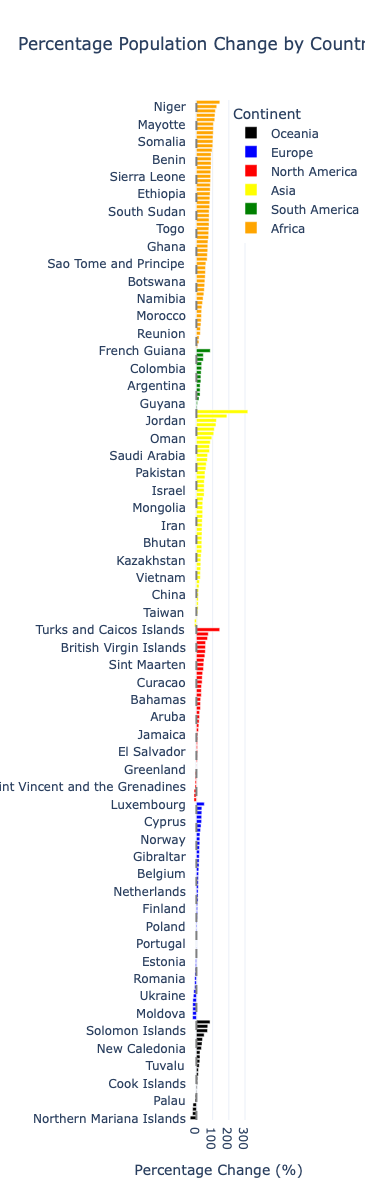 Percentage Population Change by Countr
Niger
Mayotte
Somalia
Benin
Sierra Leone
Ethiopia
South Sudan
Togo
Ghana
Sao Tome and Principe
Botswana
Namibia
Morocco
Reunion
French Guiana
Colombia
Argentina
Guyana
Jordan
Oman
Saudi Arabia
Pakistan
Israel
Mongolia
Iran
Bhutan
Kazakhstan
Vietnam
China
Taiwan
Turks and Caicos Islands
British Virgin Islands
Sint Maarten
Curacao
Bahamas
Aruba
Jamaica
El Salvador
Greenland
int Vincent and the Grenadines
Luxembourg
Cyprus
Norway
Gibraltar
Belgium
Netherlands
Finland
Poland
Portugal
Estonia
Romania
Ukraine
Moldova
Solomon Islands
New Caledonia
Tuvalu
Cook Islands
Palau
Northern Mariana Islands
Continent
Oceania
Europe
North America
Asia
South America
Africa
0 100 200 300
Percentage Change (%)